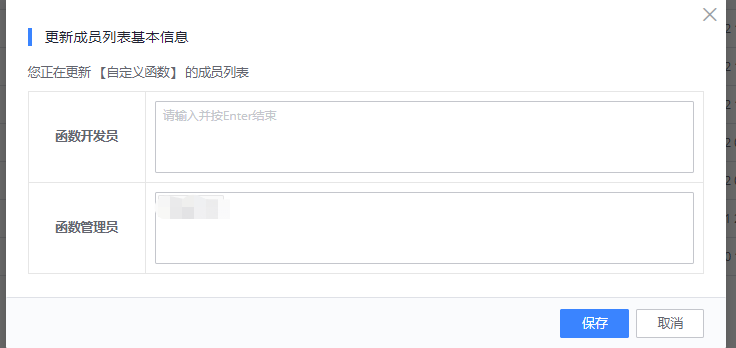 更新成员列表基本信息
您正在更新 【自定义函数】 的成员列表
函数开发员
请输入并按Enter结束
函数管理员
保存
取消